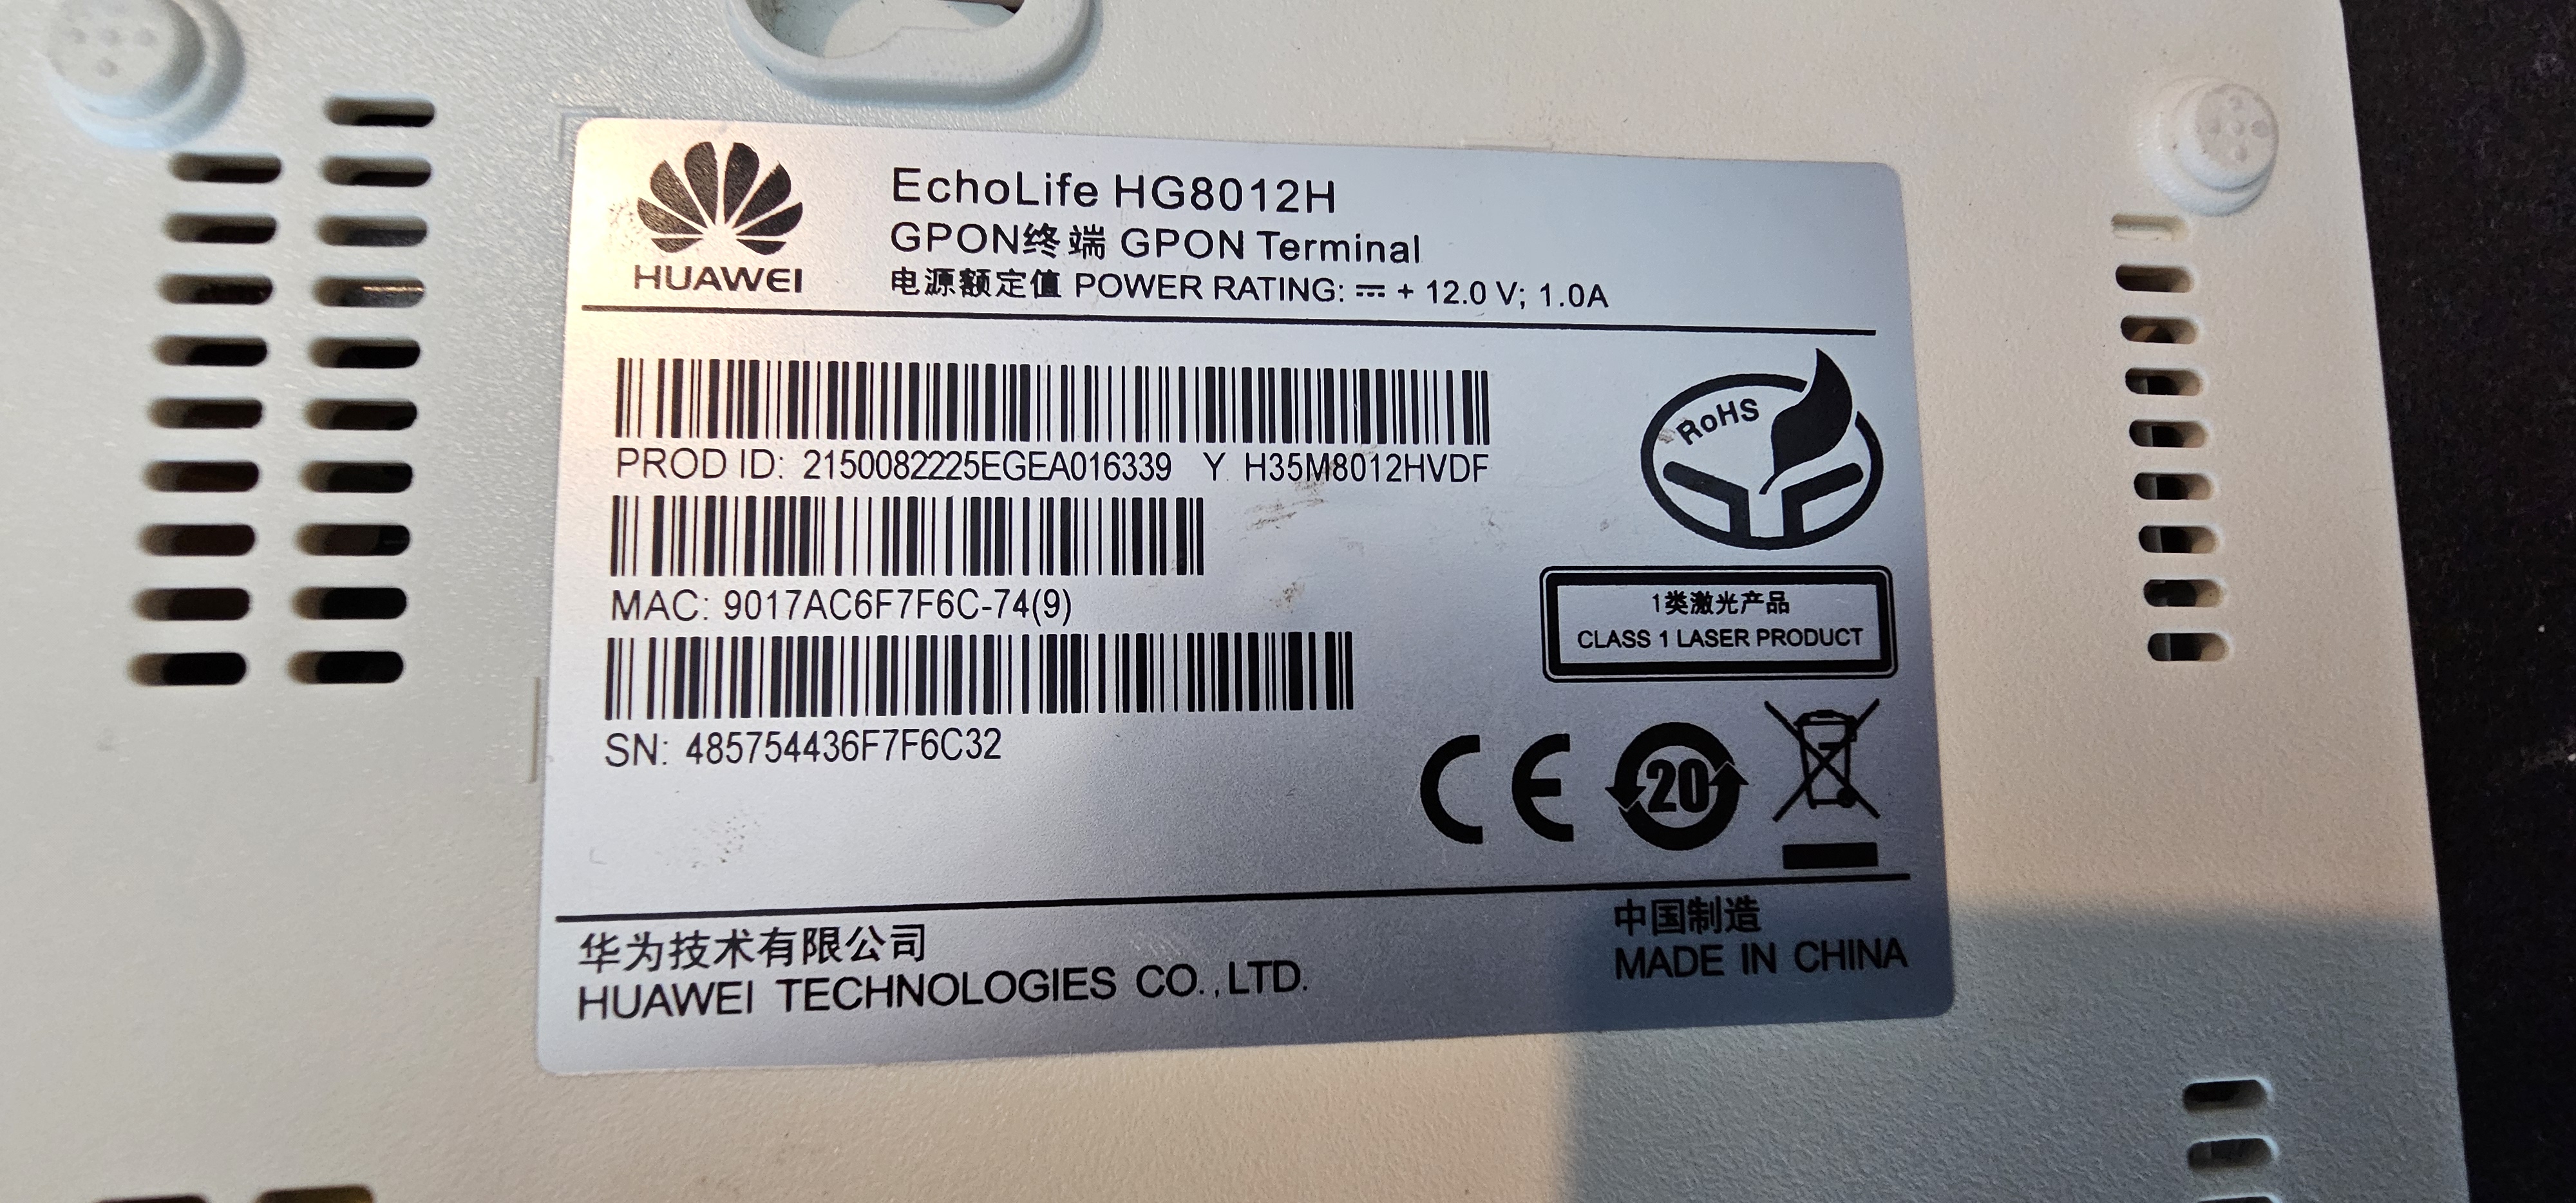 HUAWEI
EchoLife HG8012H
GPON终端 GPON Terminal
电源额定值 POWER RATING: ⎓ + 12.0 V; 1.0A
PROD ID: 2150082225EGEA016339 Y H35M8012HVDF
MAC: 9017AC6F7F6C-74(9)
SN: 485754436F7F6C32
RoHS
1类激光产品
CLASS 1 LASER PRODUCT
CE
20
华为技术有限公司
HUAWEI TECHNOLOGIES CO.,LTD.
中国制造
MADE IN CHINA